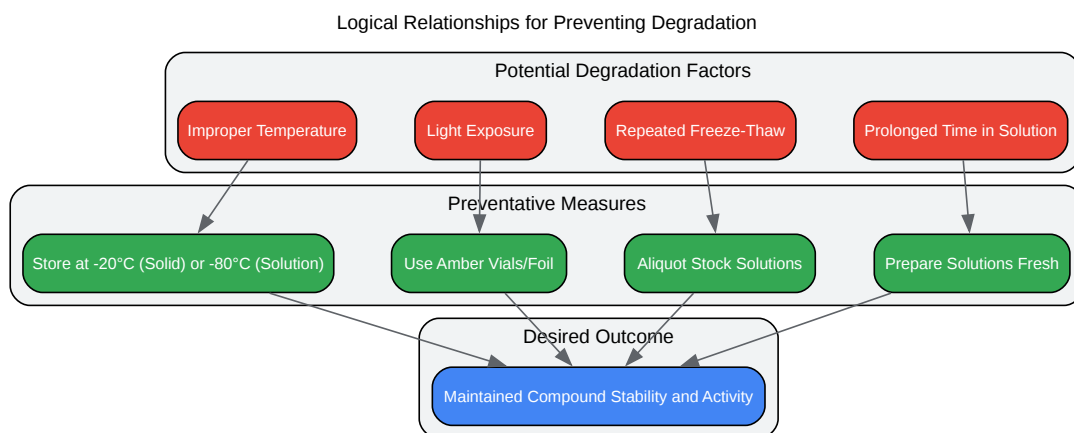 Logical Relationships for Preventing Degradation
Potential Degradation Factors
Improper Temperature
Light Exposure
Repeated Freeze-Thaw
Prolonged Time in Solution
Preventative Measures
Store at -20°C (Solid) or -80°C (Solution)
Use Amber Vials/Foil
Aliquot Stock Solutions
Prepare Solutions Fresh
Desired Outcome
Maintained Compound Stability and Activity